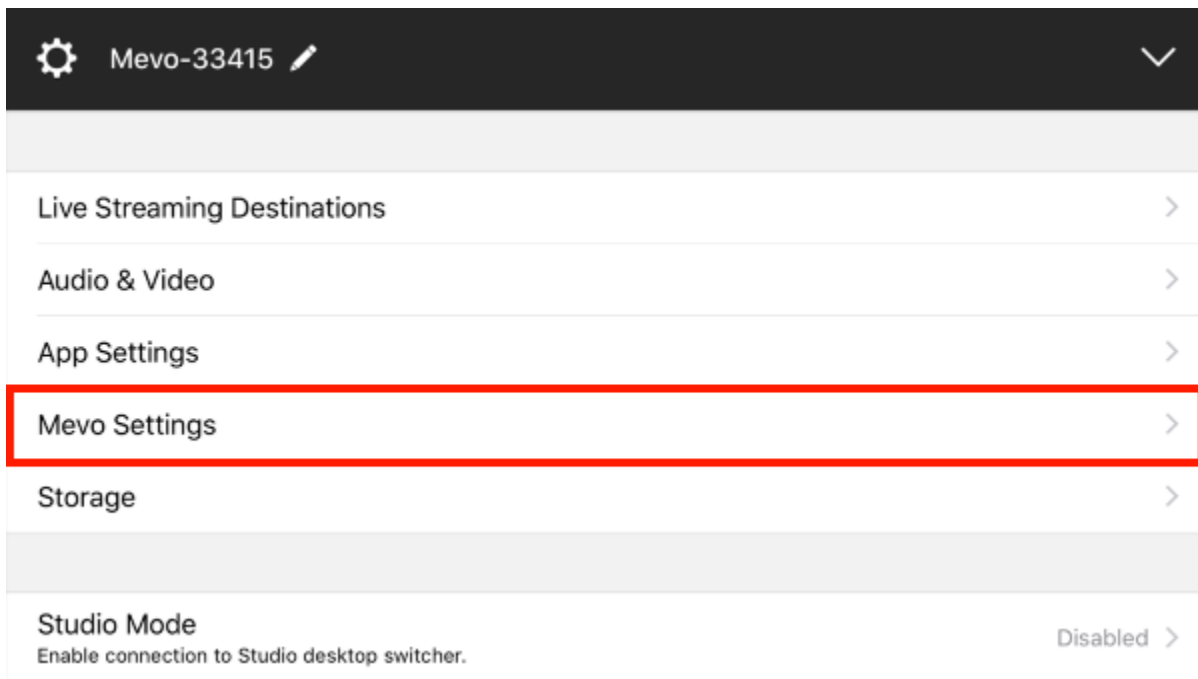 Mevo-33415
Live Streaming Destinations
Audio & Video
App Settings
Mevo Settings
Storage
Studio Mode
Disabled
Enable connection to Studio desktop switcher.